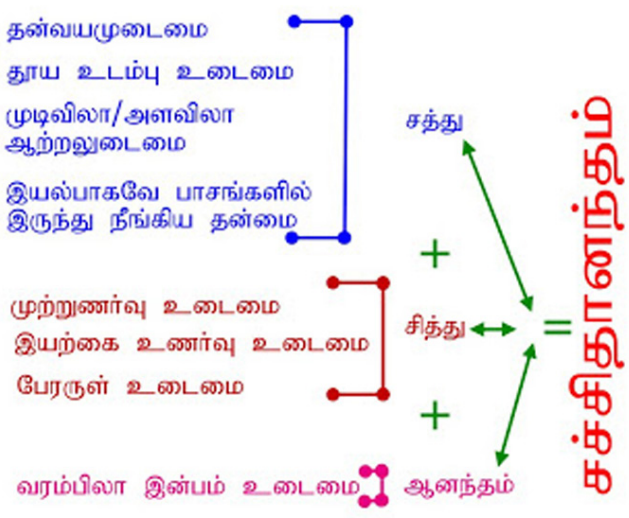 தன்வயமுடைமை
தூய உடம்பு உடைமை
முடிவிலா/அளவிலா
ஆற்றலுடைமை
இயல்பாகவே பாசங்களில்
இருந்து நீங்கிய தன்மை
சத்து
+
முற்றுணர்வு உடைமை
இயற்கை உணர்வு உடைமை
பேரருள் உடைமை
சித்து
+
வரம்பிலா இன்பம் உடைமை
ஆனந்தம்
=
சச்சிதானந்தம்